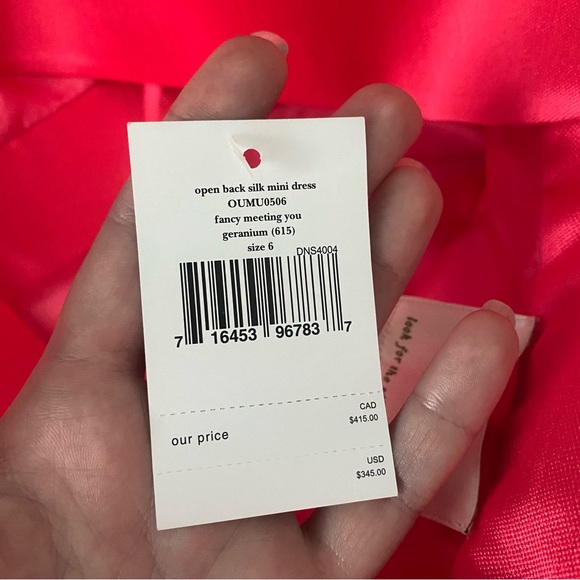 open back silk mini dress
OUMU0506
fancy meeting you
geranium (615)
size 6
DNS4004
7 16453 96783 7
CAD
$415.00
our price
USD
$345.00
look for the